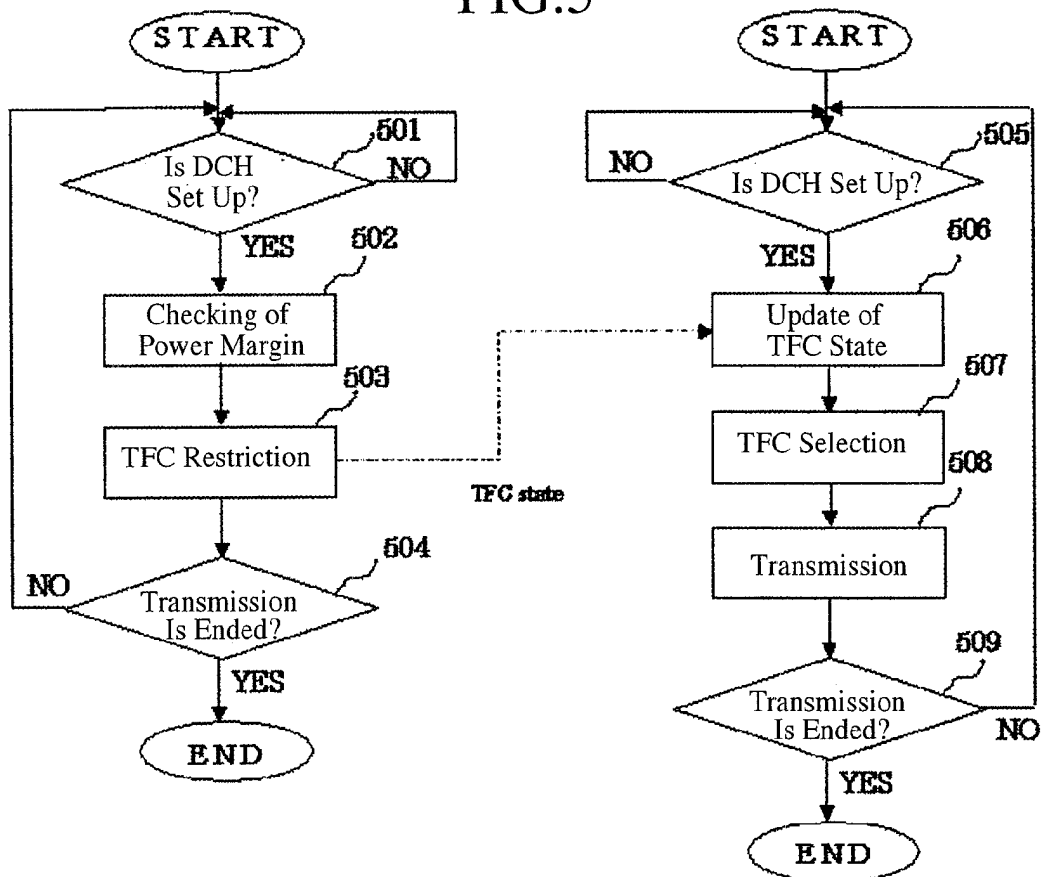 FIG.5
START
501
Is DCH
Set Up?
NO
YES
502
Checking of
Power Margin
503
TFC Restriction
TFC state
504
NO
Transmission
Is Ended?
YES
END
START
505
NO
Is DCH Set Up?
YES
506
Update of
TFC State
507
TFC Selection
508
Transmission
509
Transmission
Is Ended?
NO
YES
END